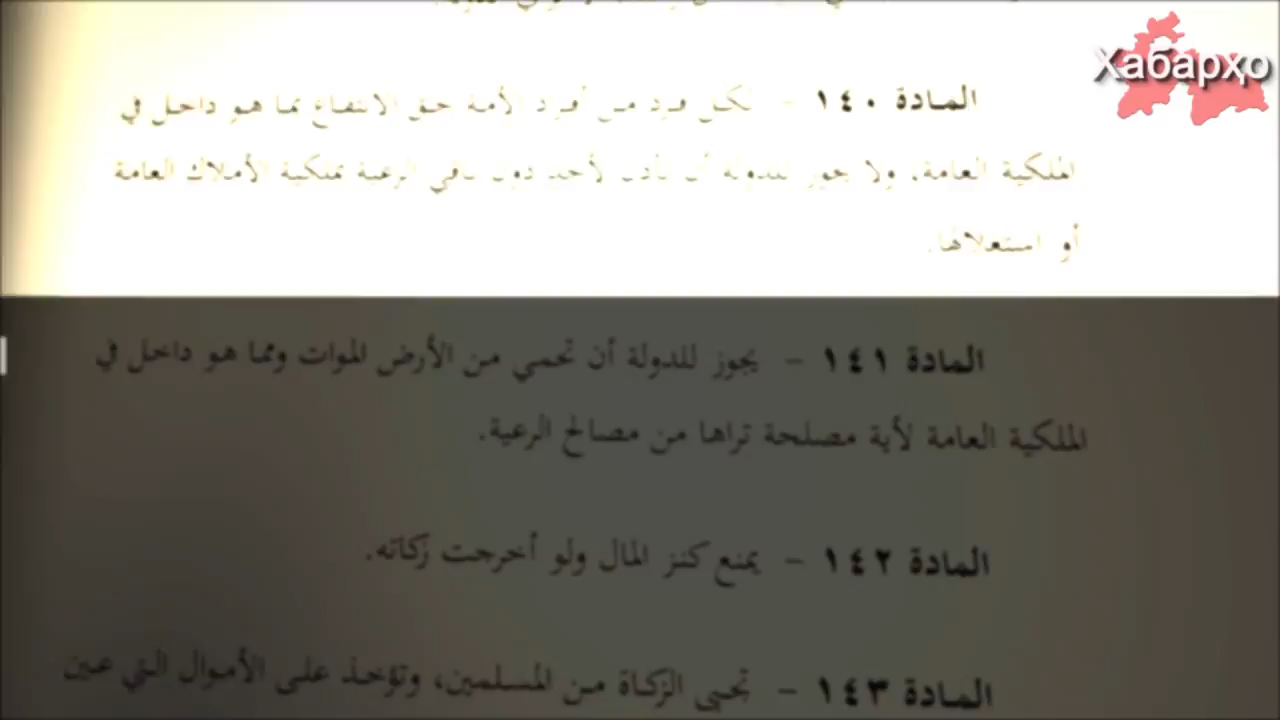 Хабарҳо
المادة ١٤٠ - لكل فرد من أفراد الأمة حق الانتفاع بما هو داخل في
الملكية العامة، ولا يجوز للدولة أن تأذن لأحد دون باقي الرعية بملكية الأملاك العامة
أو استغلالها.
المادة ١٤١ - يجوز للدولة أن تحمي من الأرض الموات ومما هو داخل في
الملكية العامة لأية مصلحة تراها من مصالح الرعية.
المادة ١٤٢ - يمنع كنز المال ولو أخرجت زكاته.
المادة ١٤٣ - تجبى الزكاة من المسلمين، وتؤخذ على الأموال التي عين